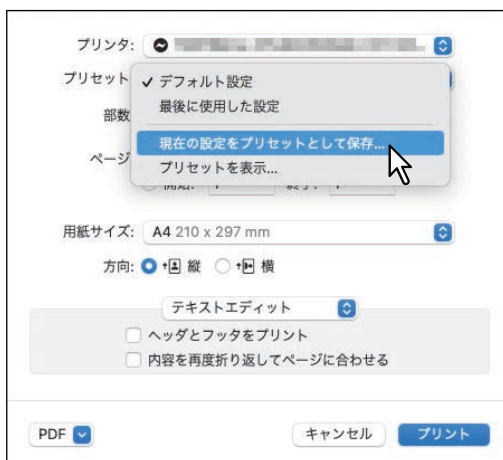 プリンタ:
プリセット
✓ デフォルト設定
最後に使用した設定
部数
現在の設定をプリセットとして保存...
ページ
プリセットを表示...
用紙サイズ: A4 210 x 297 mm
方向: 縦 横
テキストエディット
ヘッダとフッタをプリント
内容を再度折り返してページに合わせる
PDF キャンセル プリント